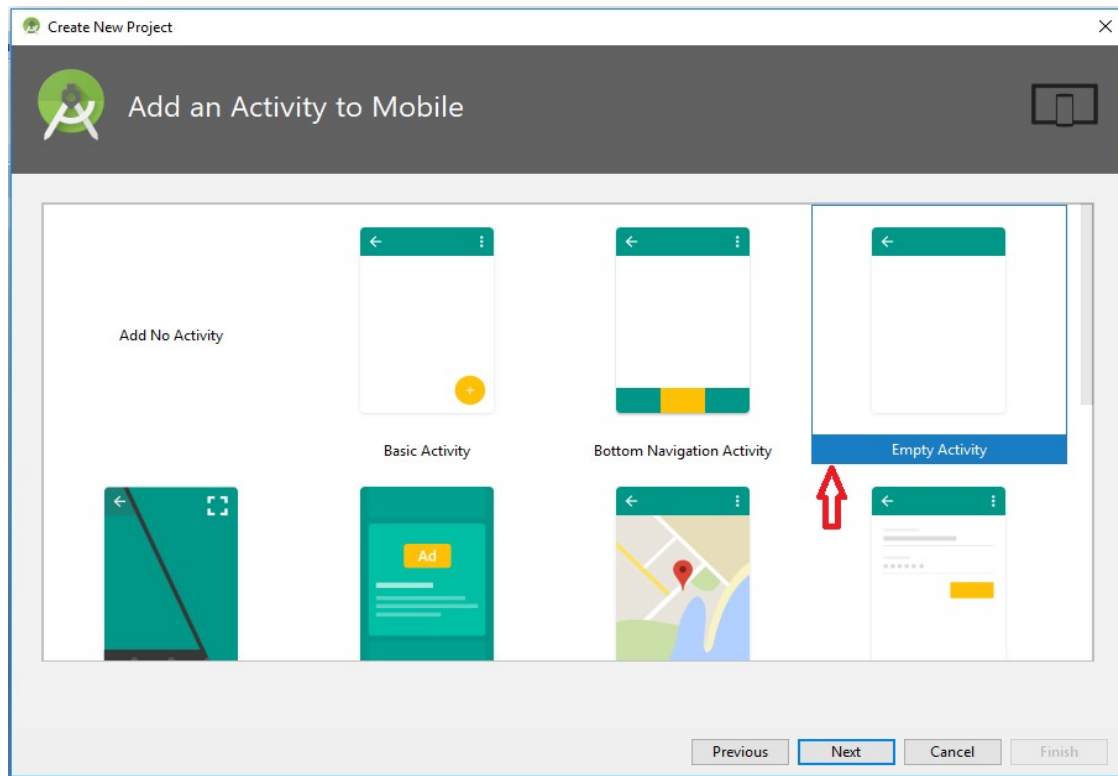 Create New Project
Add an Activity to Mobile
Add No Activity
Basic Activity
Bottom Navigation Activity
Empty Activity
Ad
Previous
Next
Cancel
Finish